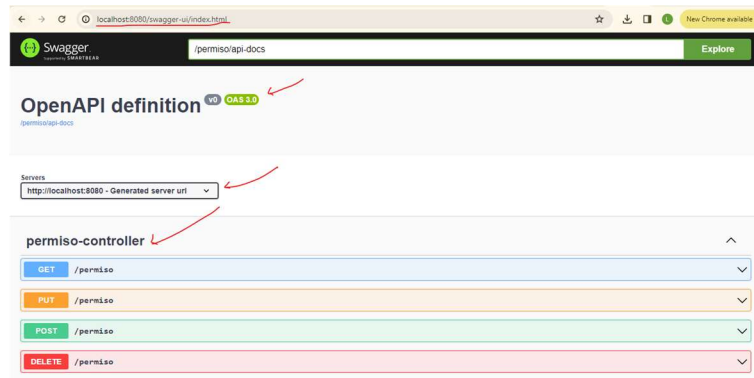 localhost:8080/swagger-ui/index.html
L
New Chrome available
Swagger.
Supported by SMARTBEAR
/permiso/api-docs
Explore
OpenAPI definition v0 OAS 3.0
/permiso/api-docs
Servers
http://localhost:8080 - Generated server url
permiso-controller
GET /permiso
PUT /permiso
POST /permiso
DELETE /permiso